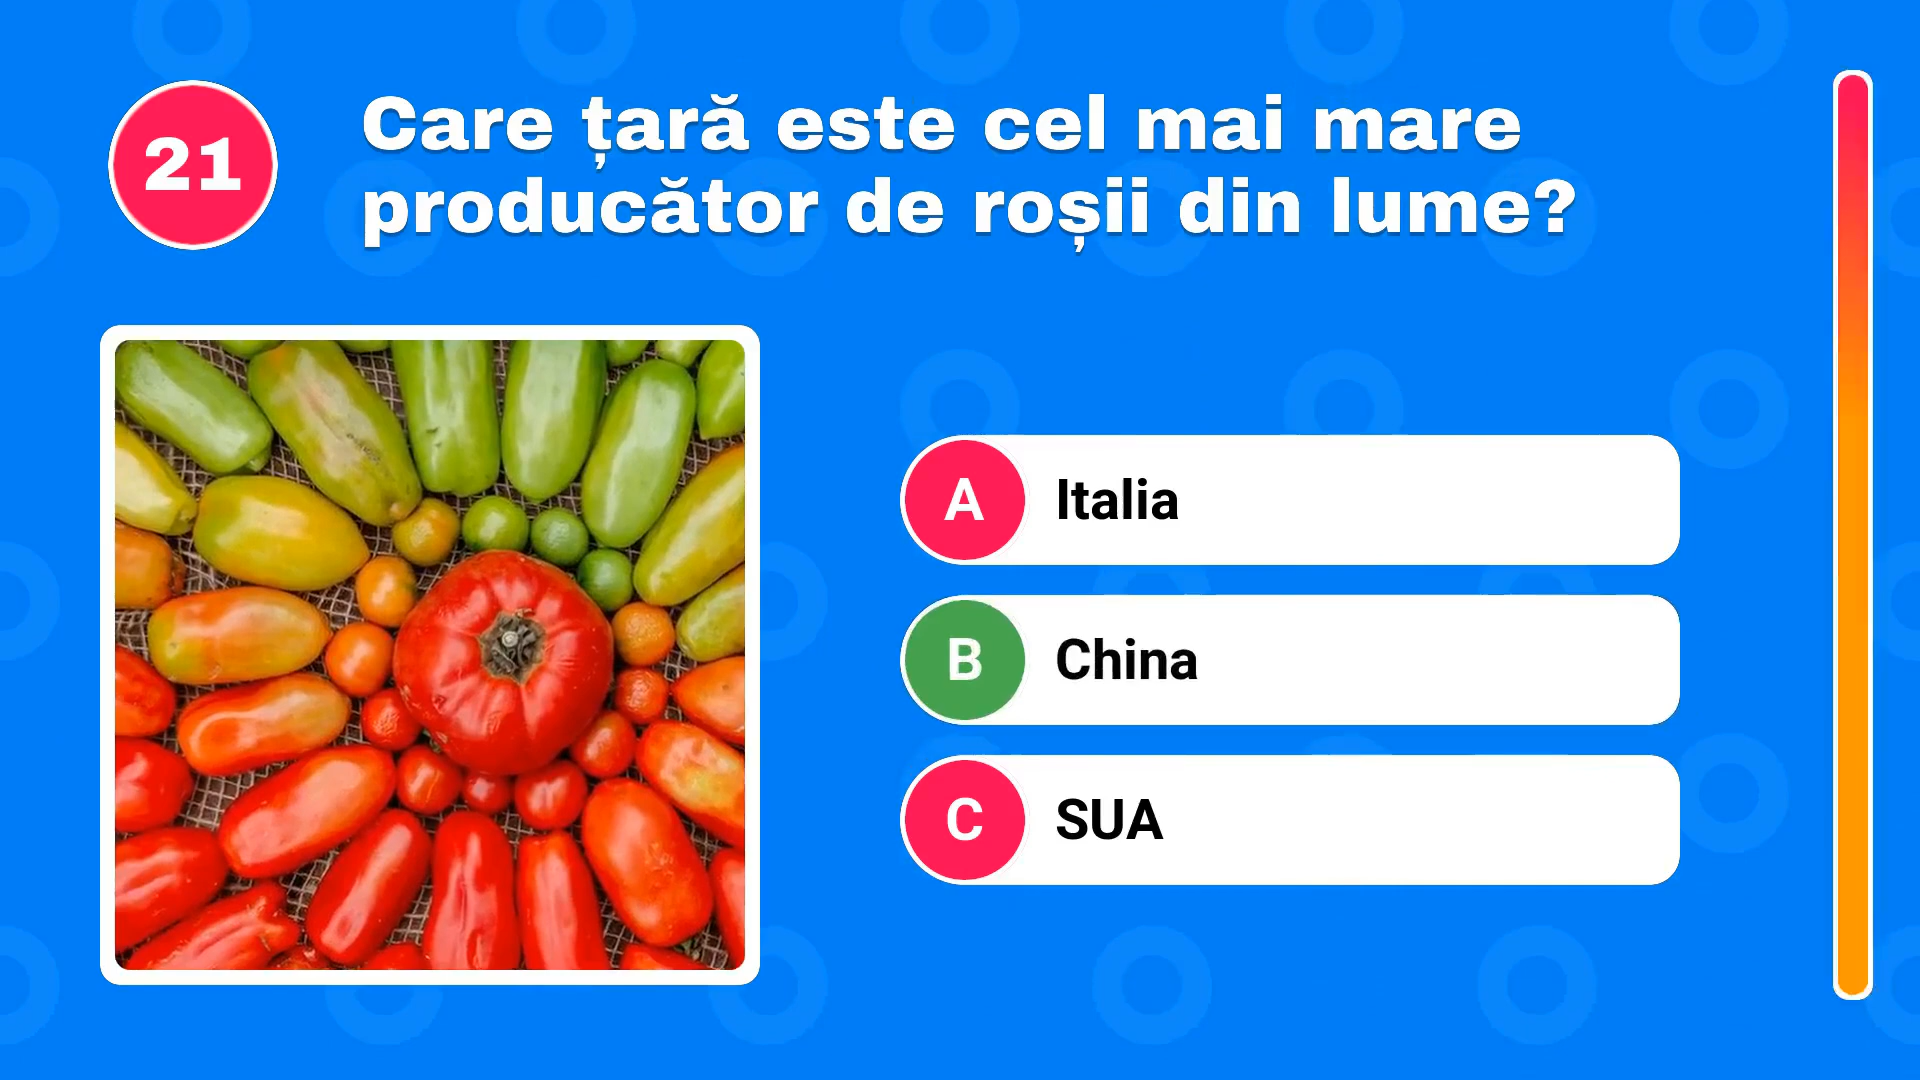 21
Care țară este cel mai mare
producător de roșii din lume?
A Italia
B China
C SUA